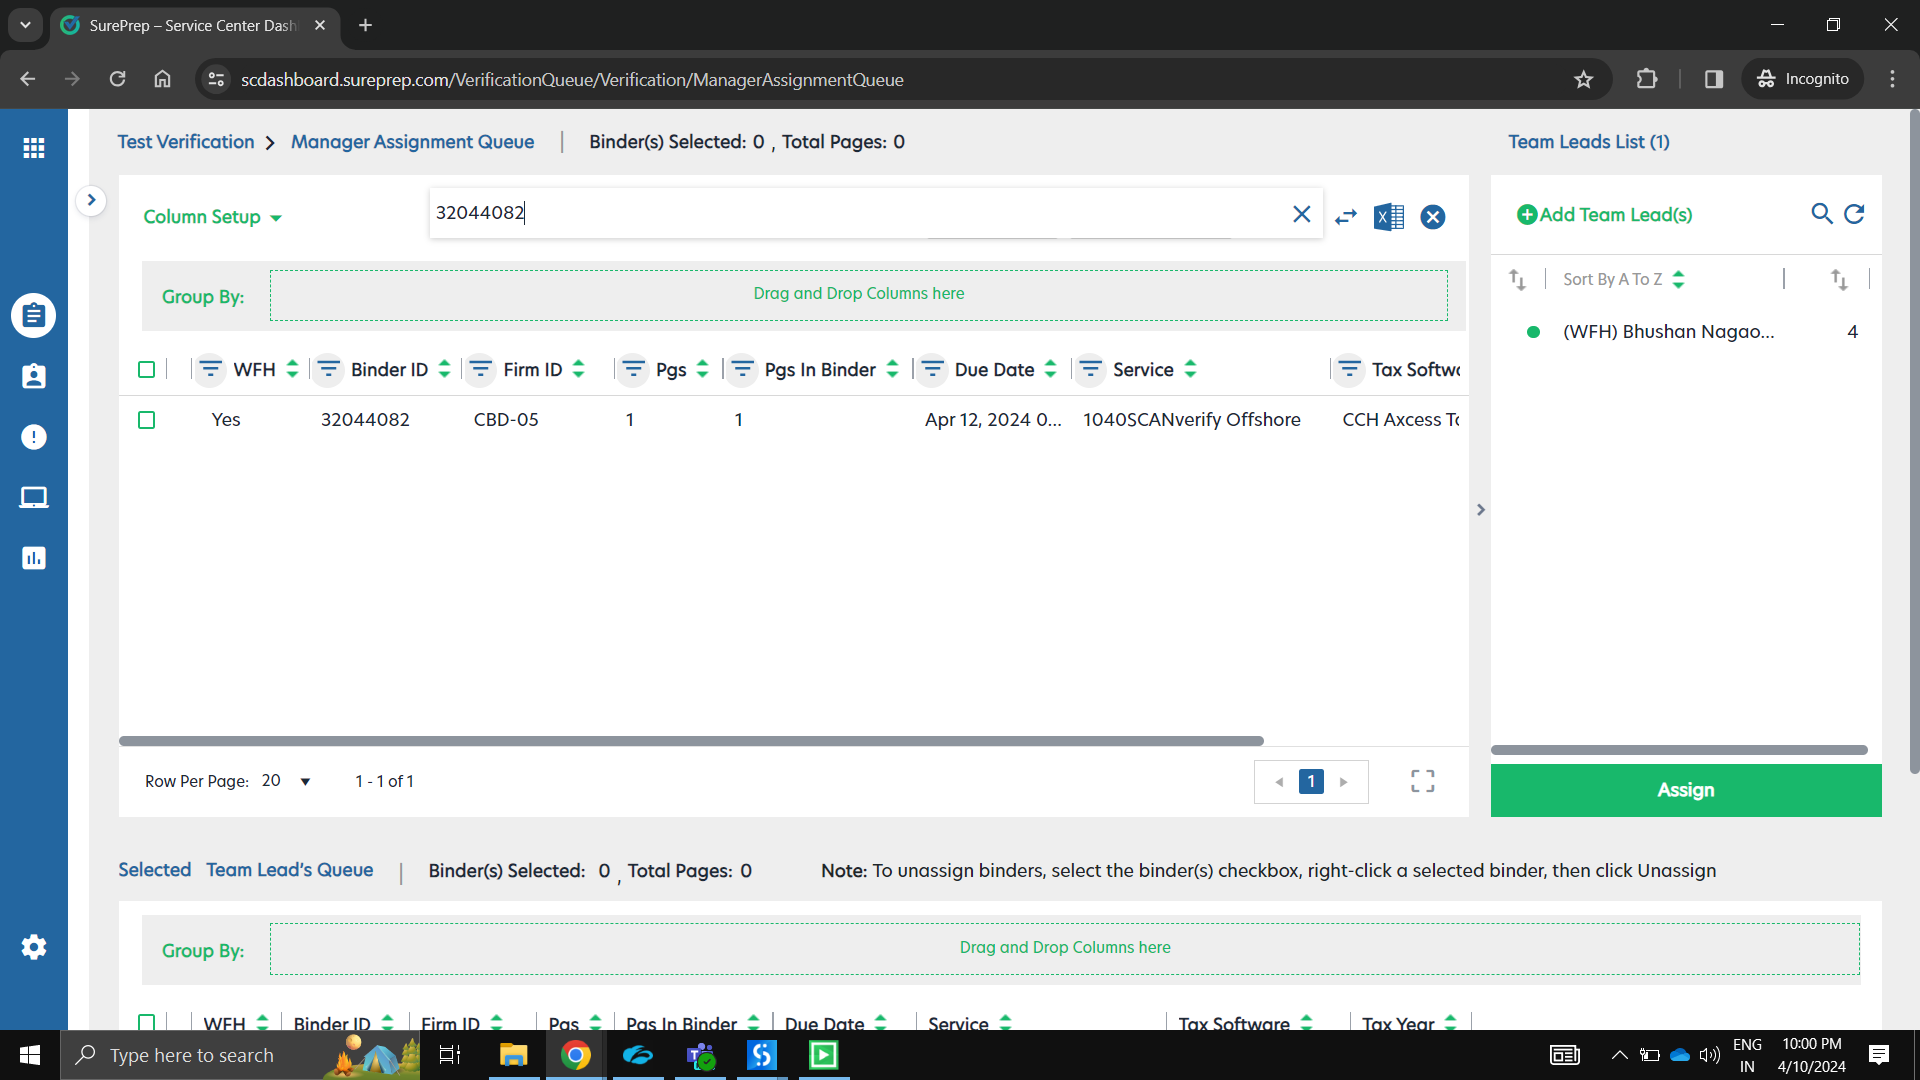 SurePrep – Service Center Dash
scdashboard.sureprep.com/VerificationQueue/Verification/ManagerAssignmentQueue
Incognito
Test Verification > Manager Assignment Queue | Binder(s) Selected: 0 , Total Pages: 0
Team Leads List (1)
Column Setup
32044082
Add Team Lead(s)
Group By: Drag and Drop Columns here
Sort By A To Z
(WFH) Bhushan Nagao... 4
WFH Binder ID Firm ID Pgs Pgs In Binder Due Date Service Tax Softw
Yes 32044082 CBD-05 1 1 Apr 12, 2024 0... 1040SCANverify Offshore CCH Axcess To
Row Per Page: 20 1 - 1 of 1
1
Assign
Selected Team Lead's Queue | Binder(s) Selected: 0 , Total Pages: 0
Note: To unassign binders, select the binder(s) checkbox, right-click a selected binder, then click Unassign
Group By: Drag and Drop Columns here
WFH Binder ID Firm ID Pgs Pgs In Binder Due Date Service Tax Software Tax Year
Type here to search
ENG
IN
10:00 PM
4/10/2024